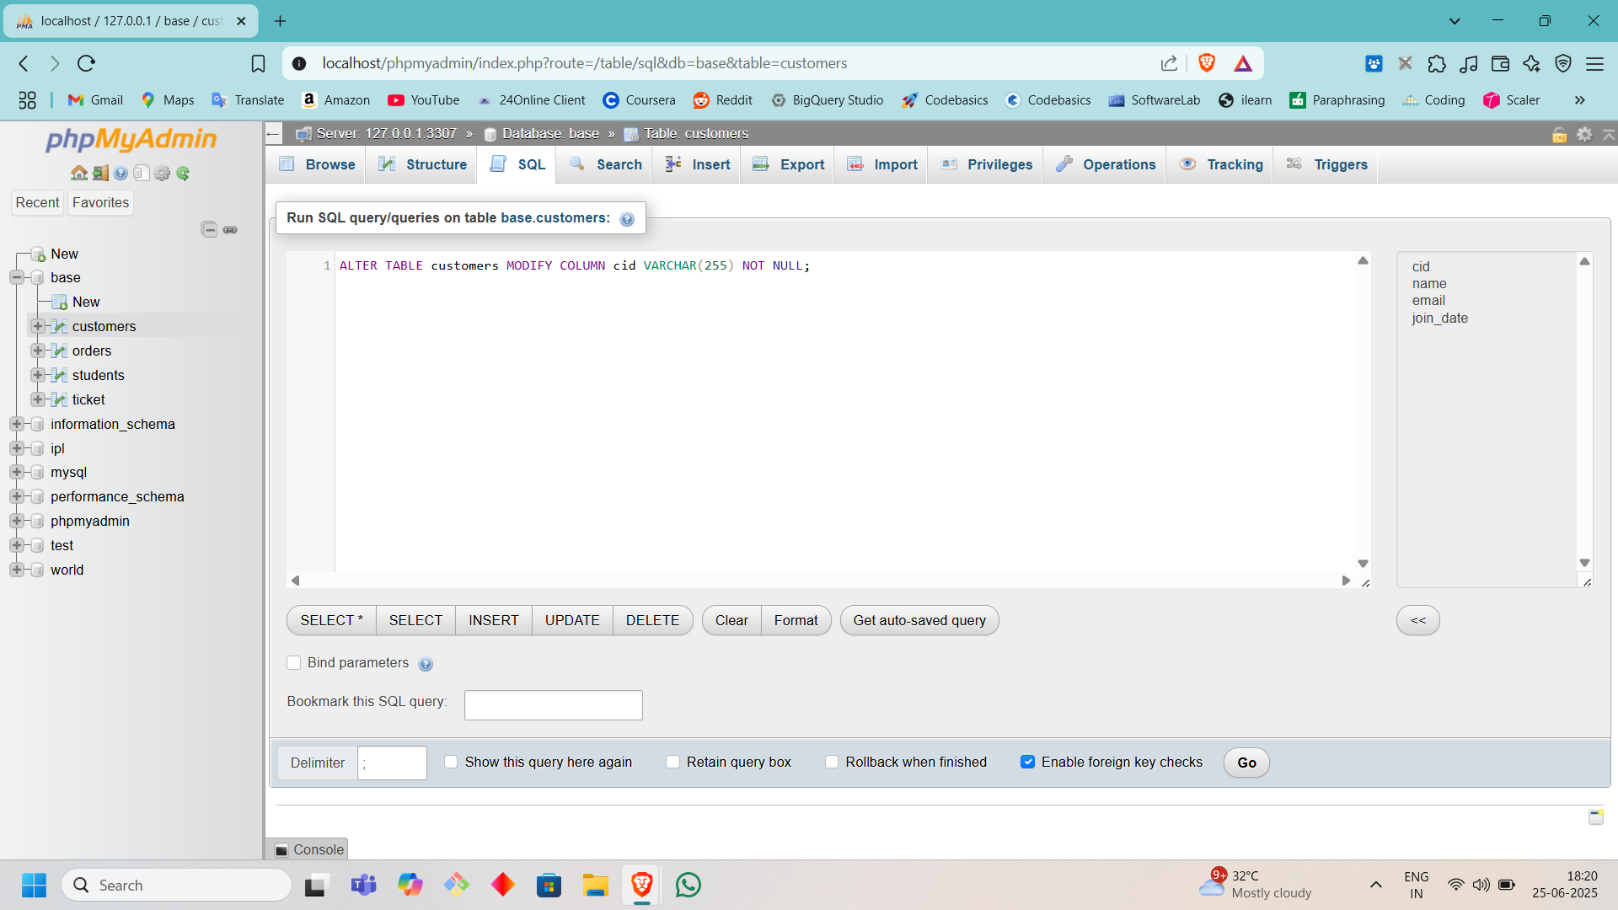 localhost / 127.0.0.1 / base / cus
localhost/phpmyadmin/index.php?route=/table/sql&db=base&table=customers
Gmail Maps Translate Amazon YouTube 24Online Client Coursera Reddit BigQuery Studio Codebasics Codebasics SoftwareLab ilearn Paraphrasing Coding Scaler »
phpMyAdmin
Server: 127.0.0.1:3307 » Database: base » Table: customers
Browse Structure SQL Search Insert Export Import Privileges Operations Tracking Triggers
Recent Favorites
Run SQL query/queries on table base.customers:
New
base
New
customers
orders
students
ticket
information_schema
ipl
mysql
performance_schema
phpmyadmin
test
world
1 ALTER TABLE customers MODIFY COLUMN cid VARCHAR(255) NOT NULL;
cid
name
email
join_date
SELECT * SELECT INSERT UPDATE DELETE Clear Format Get auto-saved query <<
Bind parameters
Bookmark this SQL query:
Delimiter ; Show this query here again Retain query box Rollback when finished Enable foreign key checks Go
Console
Search
9+ 32°C
Mostly cloudy
ENG
IN
18:20
25-06-2025